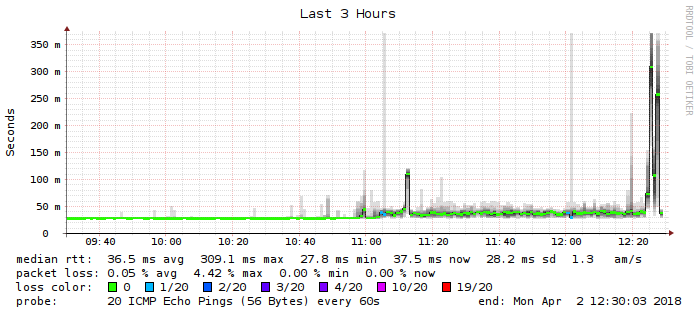 Last 3 Hours
RRDTOOL / TOBI OETIKER
Seconds
350 m
300 m
250 m
200 m
150 m
100 m
50 m
0
09:40 10:00 10:20 10:40 11:00 11:20 11:40 12:00 12:20
median rtt: 36.5 ms avg 309.1 ms max 27.8 ms min 37.5 ms now 28.2 ms sd 1.3 am/s
packet loss: 0.05 % avg 4.42 % max 0.00 % min 0.00 % now
loss color: 0 1/20 2/20 3/20 4/20 10/20 19/20
probe: 20 ICMP Echo Pings (56 Bytes) every 60s end: Mon Apr 2 12:30:03 2018